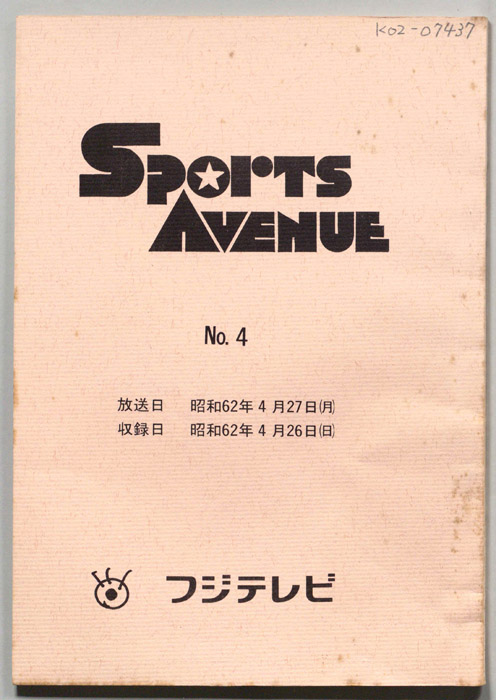 K02-07437
SPORTS
AVENUE
No. 4
放送日 昭和62年4月27日(月)
収録日 昭和62年4月26日(日)
フジテレビ